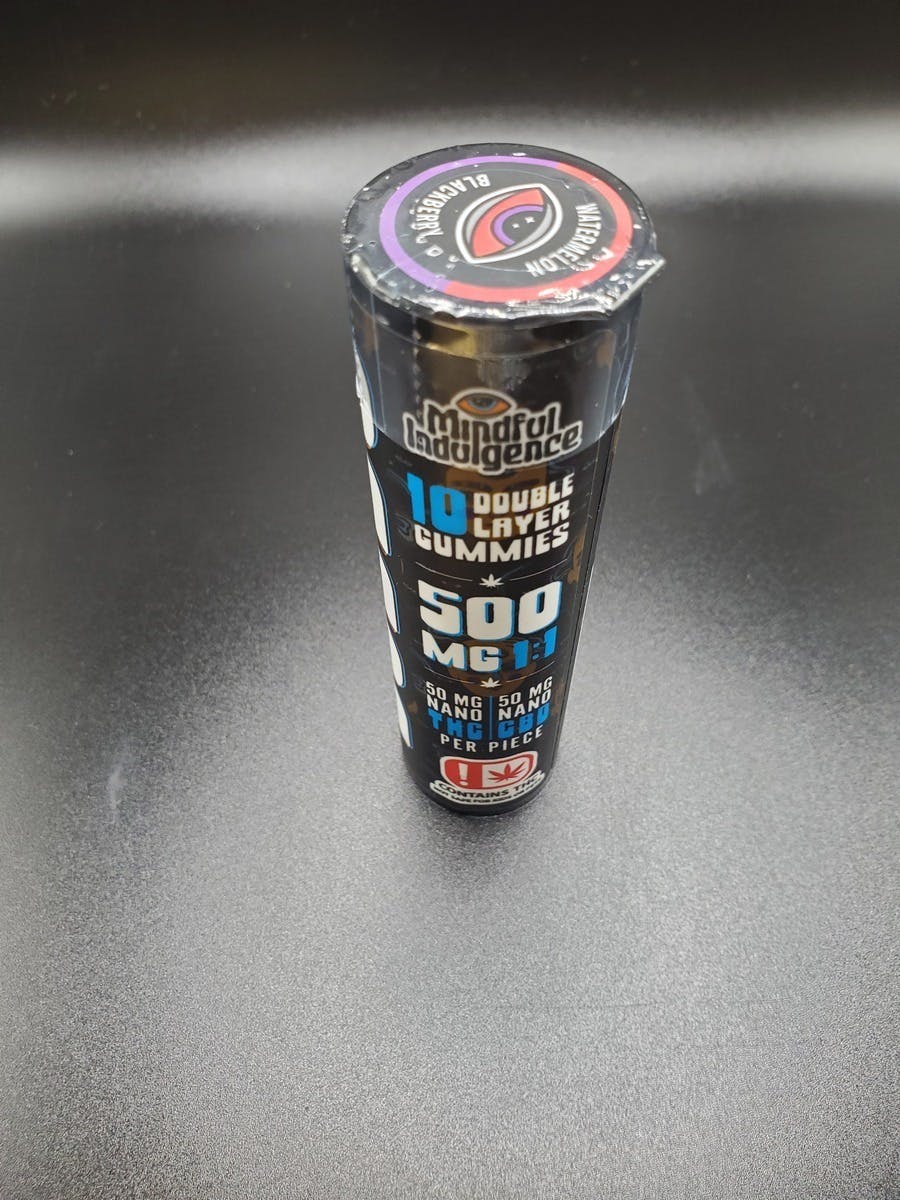 BLACKBERRY
WATERMELON
Mindful
Indulgence
10 DOUBLE
LAYER
GUMMIES
500
MG 1:1
50 MG
NANO
THC
50 MG
NANO
CBD
PER PIECE
!
CONTAINS THC